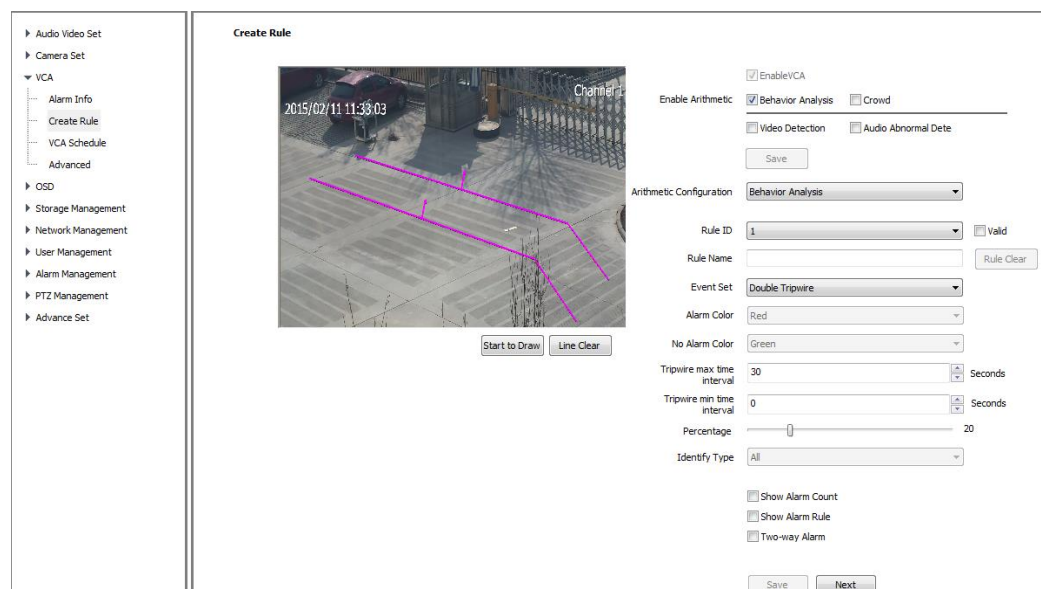 Audio Video Set
Camera Set
VCA
Alarm Info
Create Rule
VCA Schedule
Advanced
OSD
Storage Management
Network Management
User Management
Alarm Management
PTZ Management
Advance Set
Create Rule
Channel 1
2015/02/11 11:33:03
Start to Draw
Line Clear
EnableVCA
Enable Arithmetic
Behavior Analysis
Crowd
Video Detection
Audio Abnormal Dete
Save
Arithmetic Configuration
Behavior Analysis
Rule ID
1
Valid
Rule Name
Rule Clear
Event Set
Double Tripwire
Alarm Color
Red
No Alarm Color
Green
Tripwire max time
interval
30
Seconds
Tripwire min time
interval
0
Seconds
Percentage
20
Identify Type
All
Show Alarm Count
Show Alarm Rule
Two-way Alarm
Save
Next